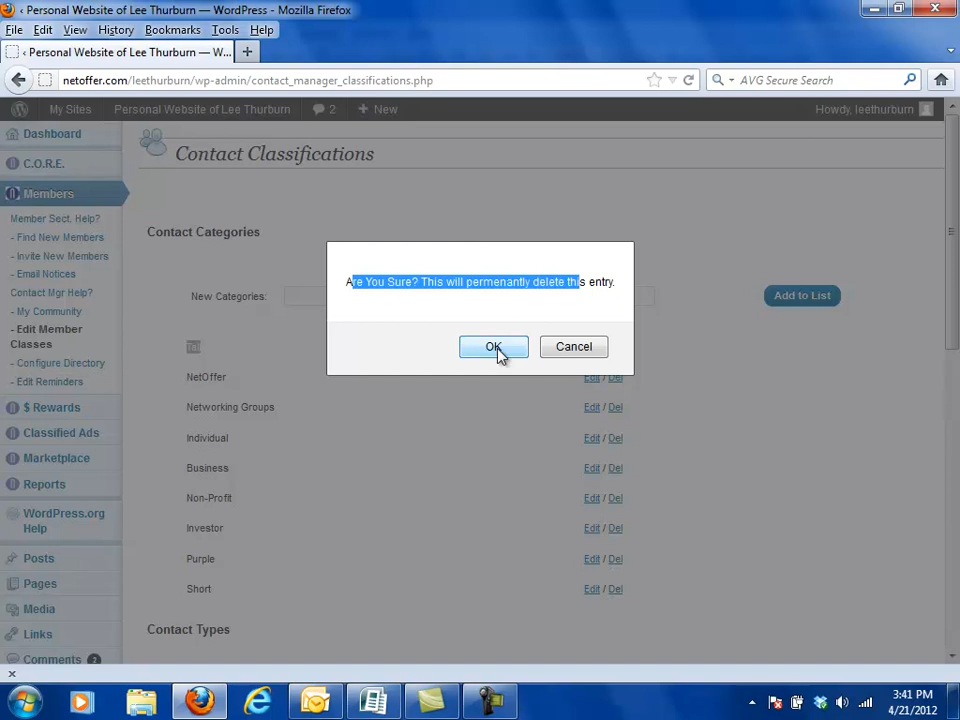 ‹ Personal Website of Lee Thurburn — WordPress - Mozilla Firefox
File Edit View History Bookmarks Tools Help
‹ Personal Website of Lee Thurburn — W...
netoffer.com/leethurburn/wp-admin/contact_manager_classifications.php
AVG Secure Search
My Sites Personal Website of Lee Thurburn 2 + New Howdy, leethurburn
Dashboard
C.O.R.E.
Members
Member Sect. Help?
- Find New Members
- Invite New Members
- Email Notices
Contact Mgr Help?
- My Community
- Edit Member
Classes
- Configure Directory
- Edit Reminders
$ Rewards
Classified Ads
Marketplace
Reports
WordPress.org
Help
Posts
Pages
Media
Links
Comments 2
Contact Classifications
Contact Categories
New Categories:
Add to List
Are You Sure? This will permenantly delete this entry.
OK Cancel
Tall
NetOffer Edit / Del
Networking Groups Edit / Del
Individual Edit / Del
Business Edit / Del
Non-Profit Edit / Del
Investor Edit / Del
Purple Edit / Del
Short Edit / Del
Contact Types
x
3:41 PM
4/21/2012